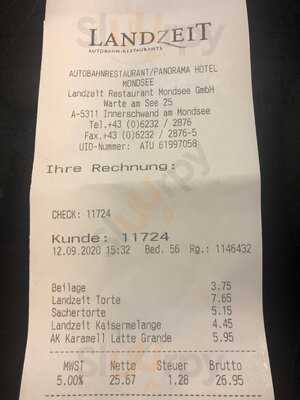 LANDZEIT
AUTOBAHN-RESTAURANTS
AUTOBAHNRESTAURANT/PANORAMA HOTEL
MONDSEE
Landzeit Restaurant Mondsee GmbH
Warte am See 25
A-5311 Innerschwand am Mondsee
Tel.+43 (0)6232 / 2876
Fax.+43 (0)6232 / 2876-5
UID-Nummer: ATU 61997058
Ihre Rechnung:
CHECK: 11724
Kunde: 11724
12.09.2020 15:32 Bed. 56 Rg.: 1146432
Beilage 3.75
Landzeit Torte 7.65
Sachertorte 5.15
Landzeit Kaisermelange 4.45
AK Karamell Latte Grande 5.95
MWST Nette Steuer Brutto
5.00% 25.67 1.28 26.95